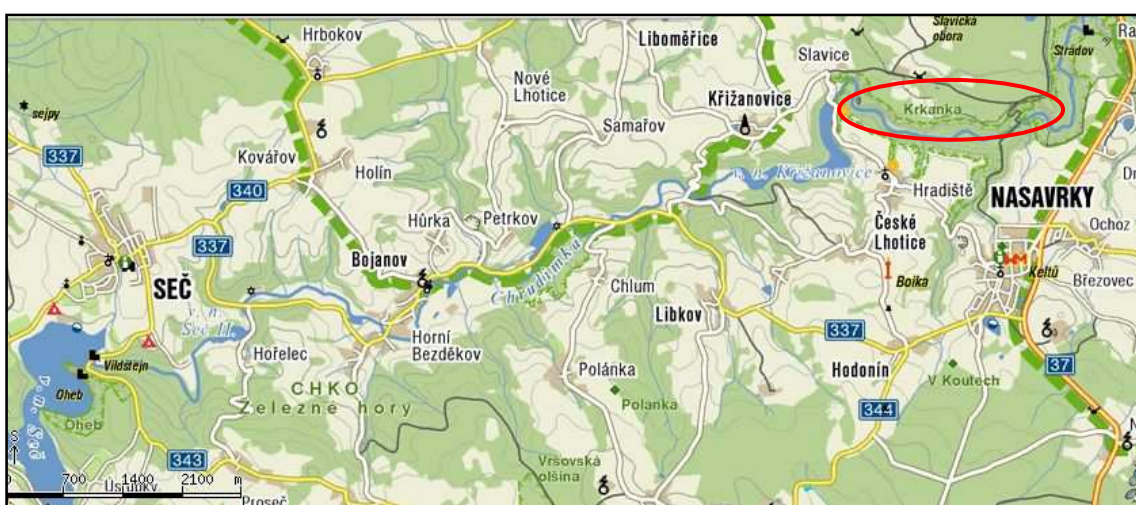 Hrbokov
Liboměřice
Slavická
obora
Stradov
Ra
Slavice
Nové
Lhotice
Křižanovice
Krkanka
sejpy
Samařov
337
Kovářov
340
Holín
v. n. Křižanovice
Hradiště
NASAVRKY
337
Hůrka
Petrkov
České
Lhotice
Ochoz
Bojanov
Chrudimka
Chlum
Boika
Keltů
Březovec
SEČ
v. n.
Seč II.
Libkov
337
Horní
Bezděkov
Hořelec
Vildštejn
Polánka
Hodonín
V Koutech
37
CHKO
Železné hory
Oheb
Oheb
Polanka
344
v. n. Seč
S
343
Vršovská
olšina
0 700 1400 2100 m
Proseč